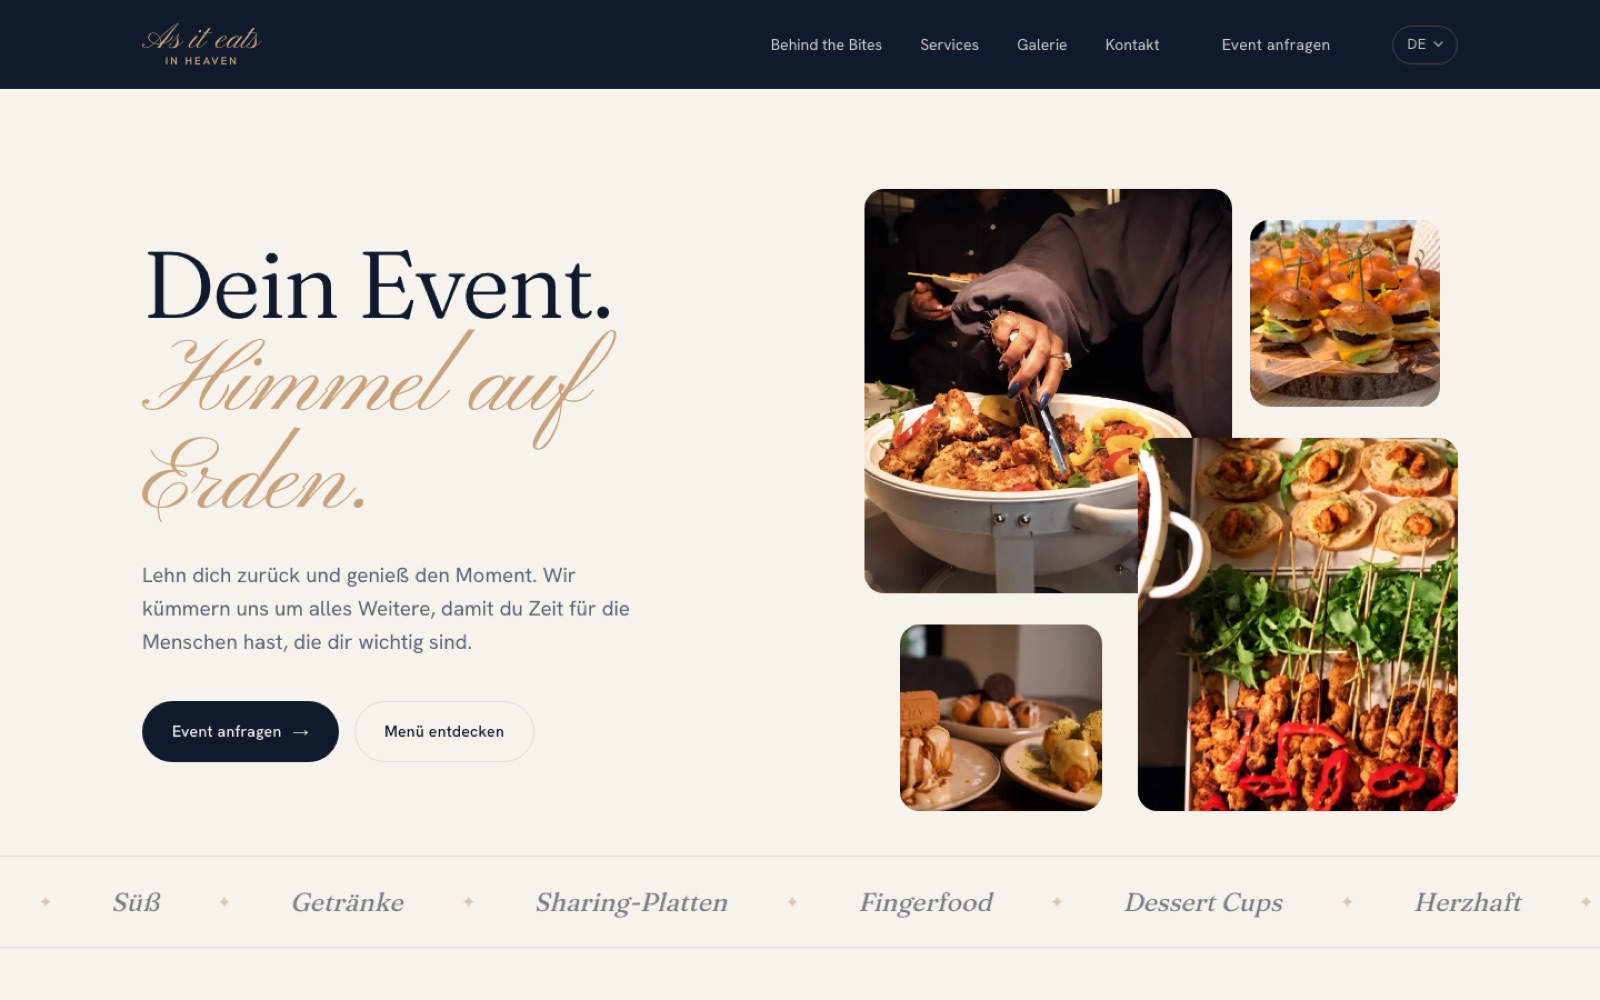 As it eats
IN HEAVEN
Behind the Bites
Services
Galerie
Kontakt
Event anfragen
DE
Dein Event.
Himmel auf
Erden.
Lehn dich zurück und genieß den Moment. Wir
kümmern uns um alles Weitere, damit du Zeit für die
Menschen hast, die dir wichtig sind.
Event anfragen →
Menü entdecken
Süß
Getränke
Sharing-Platten
Fingerfood
Dessert Cups
Herzhaft